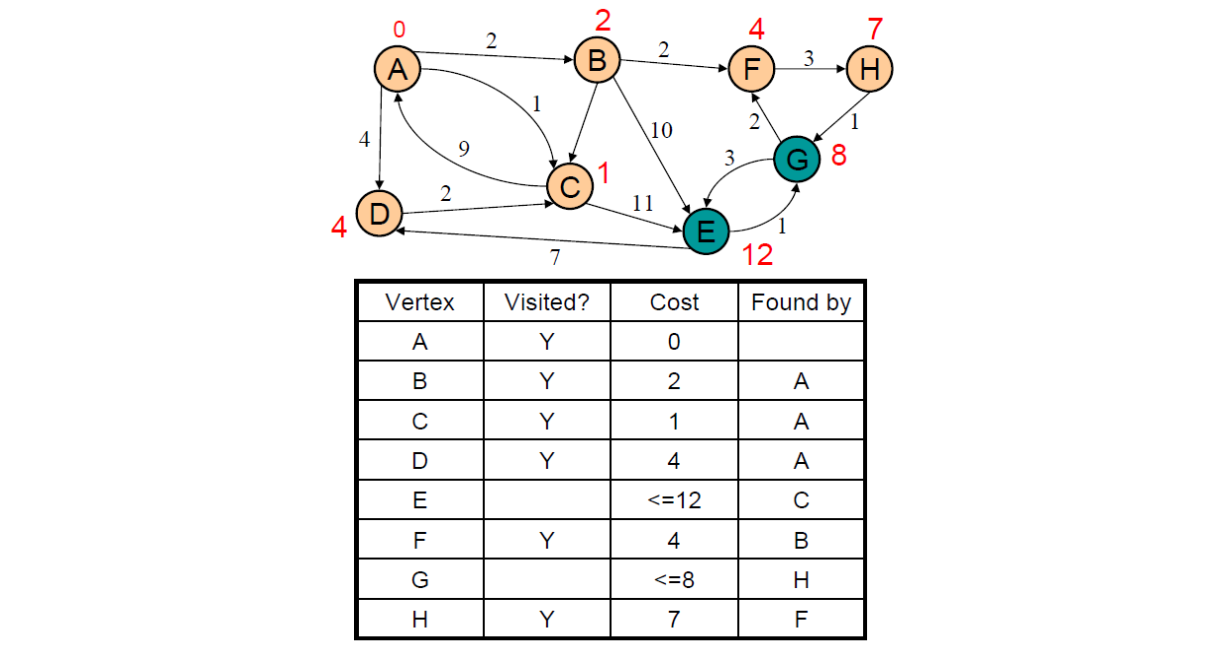 0 2 4 7
A 2 B 2 F 3 H
4 1 9 10 2 1
G 8
3
C 1
D 2 11
4 E 1
7 12
Vertex Visited? Cost Found by
A Y 0
B Y 2 A
C Y 1 A
D Y 4 A
E <=12 C
F Y 4 B
G <=8 H
H Y 7 F